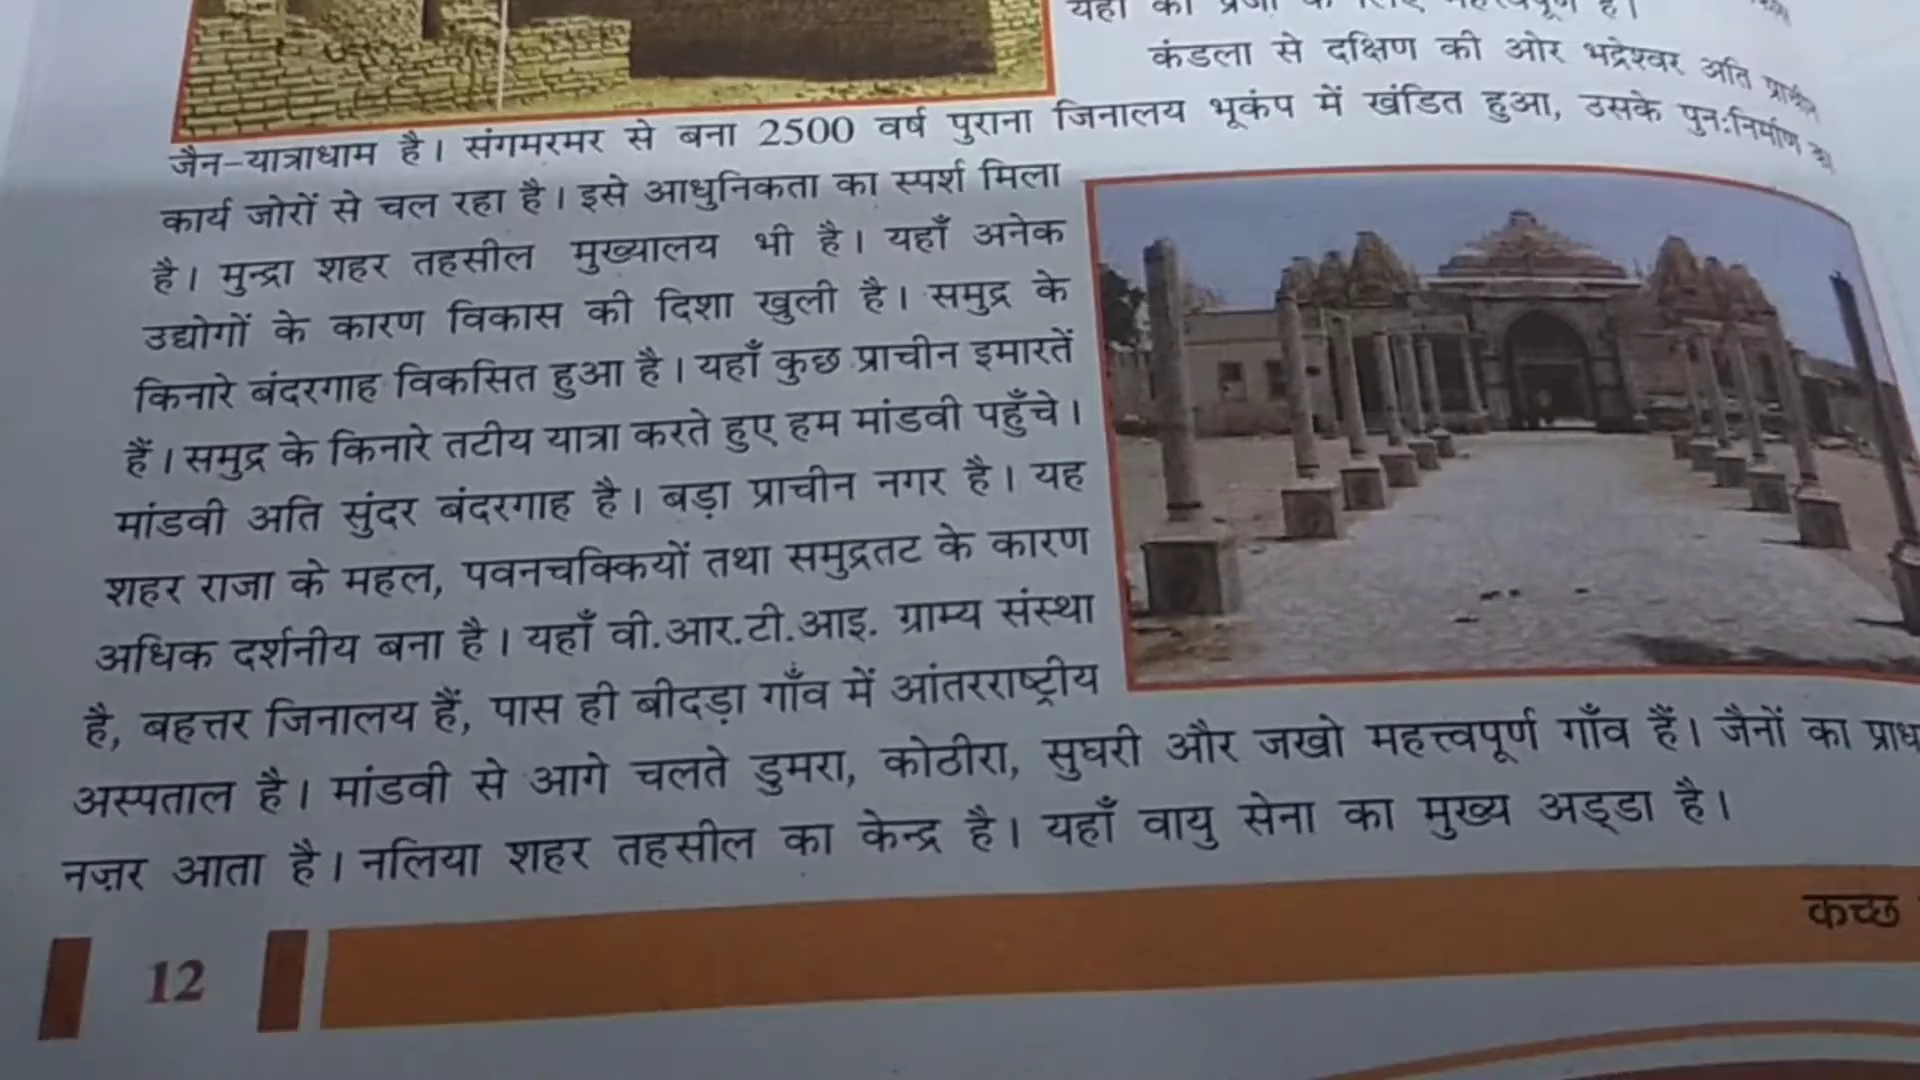 यहाँ की प्रजा के लिए महत्त्वपूर्ण है।
कंडला से दक्षिण की ओर भद्रेश्वर अति प्राचीन
जैन-यात्राधाम है। संगमरमर से बना 2500 वर्ष पुराना जिनालय भूकंप में खंडित हुआ, उसके पुनःनिर्माण का
कार्य जोरों से चल रहा है। इसे आधुनिकता का स्पर्श मिला
है। मुन्द्रा शहर तहसील मुख्यालय भी है। यहाँ अनेक
उद्योगों के कारण विकास की दिशा खुली है। समुद्र के
किनारे बंदरगाह विकसित हुआ है। यहाँ कुछ प्राचीन इमारतें
हैं। समुद्र के किनारे तटीय यात्रा करते हुए हम मांडवी पहुँचे।
मांडवी अति सुंदर बंदरगाह है। बड़ा प्राचीन नगर है। यह
शहर राजा के महल, पवनचक्कियों तथा समुद्रतट के कारण
अधिक दर्शनीय बना है। यहाँ वी.आर.टी.आइ. ग्राम्य संस्था
है, बहत्तर जिनालय हैं, पास ही बीदड़ा गाँव में आंतरराष्ट्रीय
अस्पताल है। मांडवी से आगे चलते डुमरा, कोठीरा, सुघरी और जखो महत्त्वपूर्ण गाँव हैं। जैनों का प्राध
नज़र आता है। नलिया शहर तहसील का केन्द्र है। यहाँ वायु सेना का मुख्य अड्डा है।
कच्छ
12